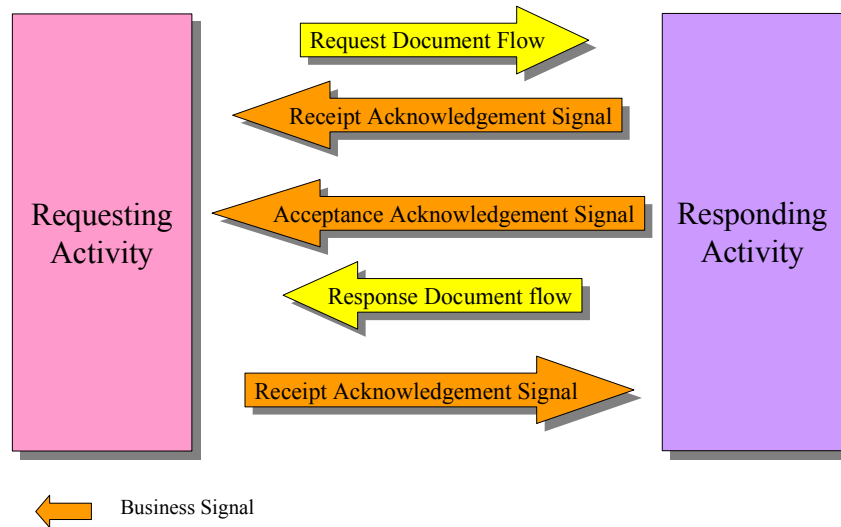 Request Document Flow
Receipt Acknowledgement Signal
Requesting
Activity
Acceptance Acknowledgement Signal
Responding
Activity
Response Document flow
Receipt Acknowledgement Signal
Business Signal